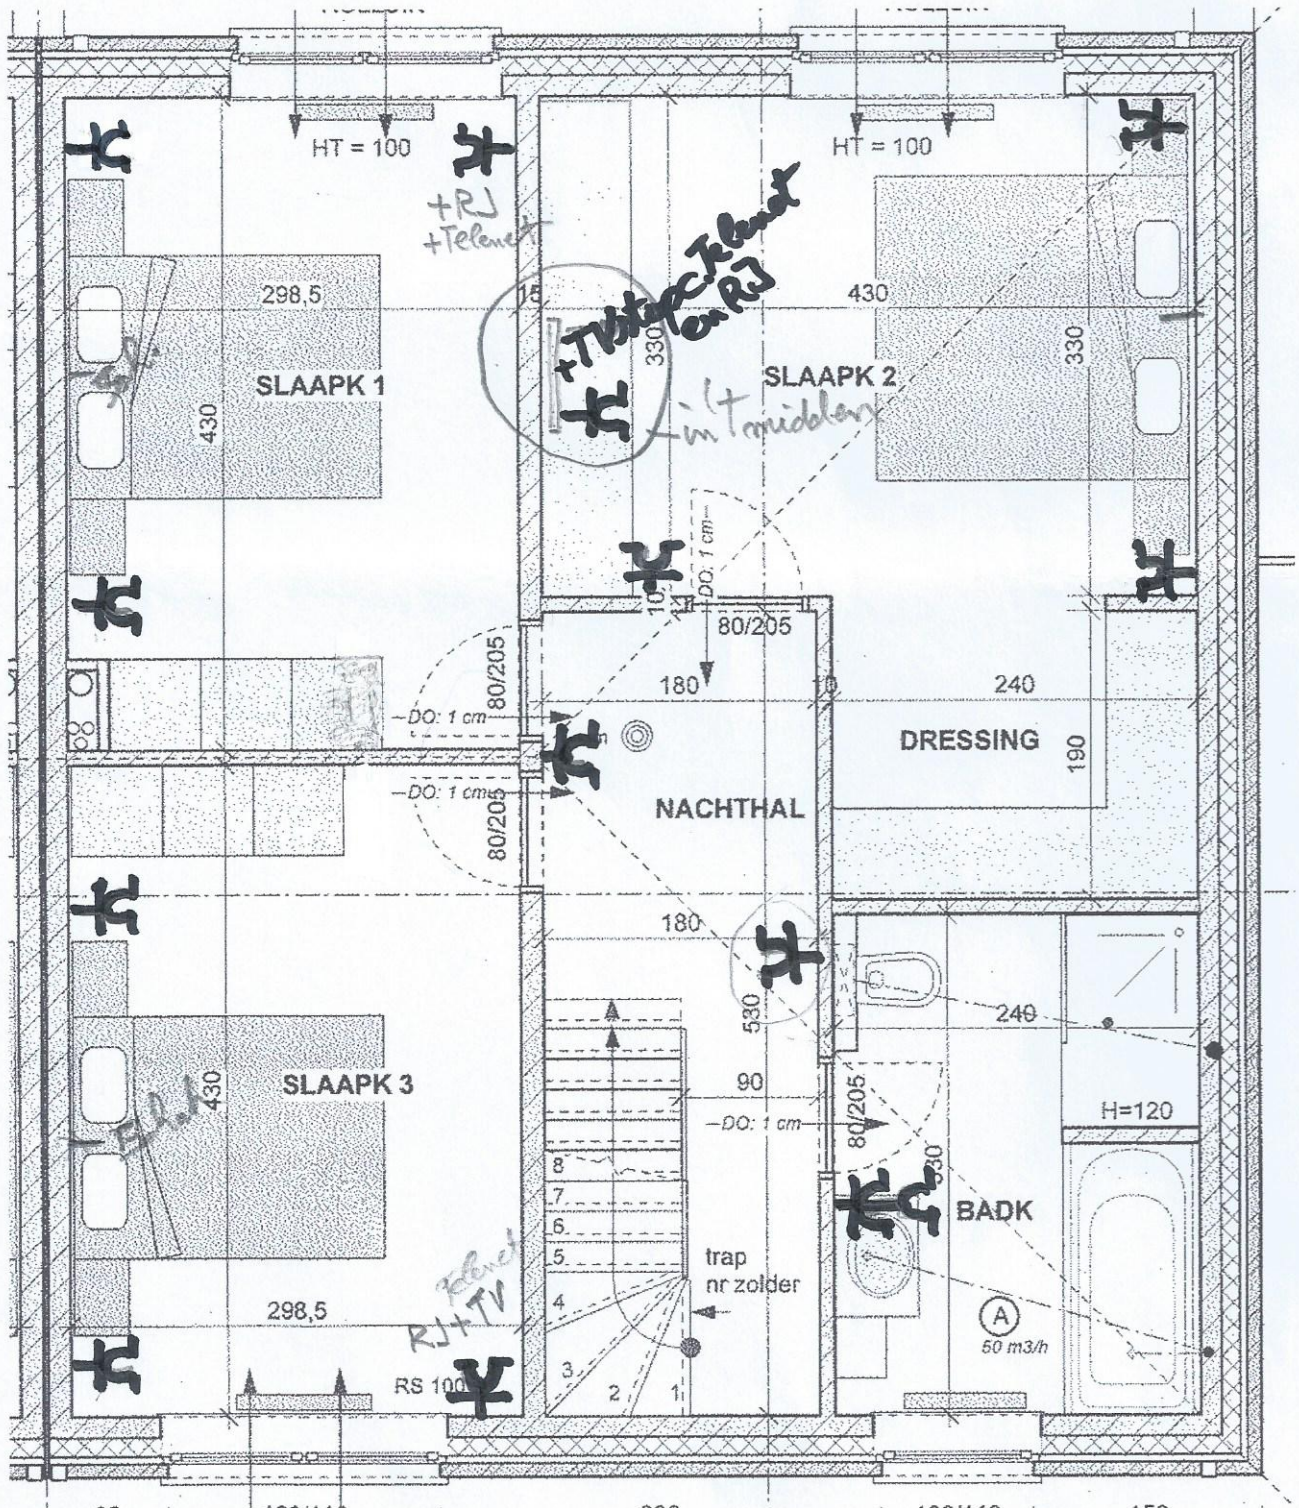 HT = 100
HT = 100
+RJ
+Telenet
+TV
Telenet
en RJ
298,5
15
430
330
330
SLAAPK 1
SLAAPK 2
in 't midden
430
DO: 1 cm
10
80/205
80/205
180
10
240
DO: 1 cm
DRESSING
190
DO: 1 cm
80/205
NACHTHAL
180
530
240
SLAAPK 3
430
90
H=120
DO: 1 cm
80/205
330
BADK
8
7
6
5
4
3
2
1
trap
nr zolder
Telenet
RJ+TV
298,5
A
50 m3/h
RS 100